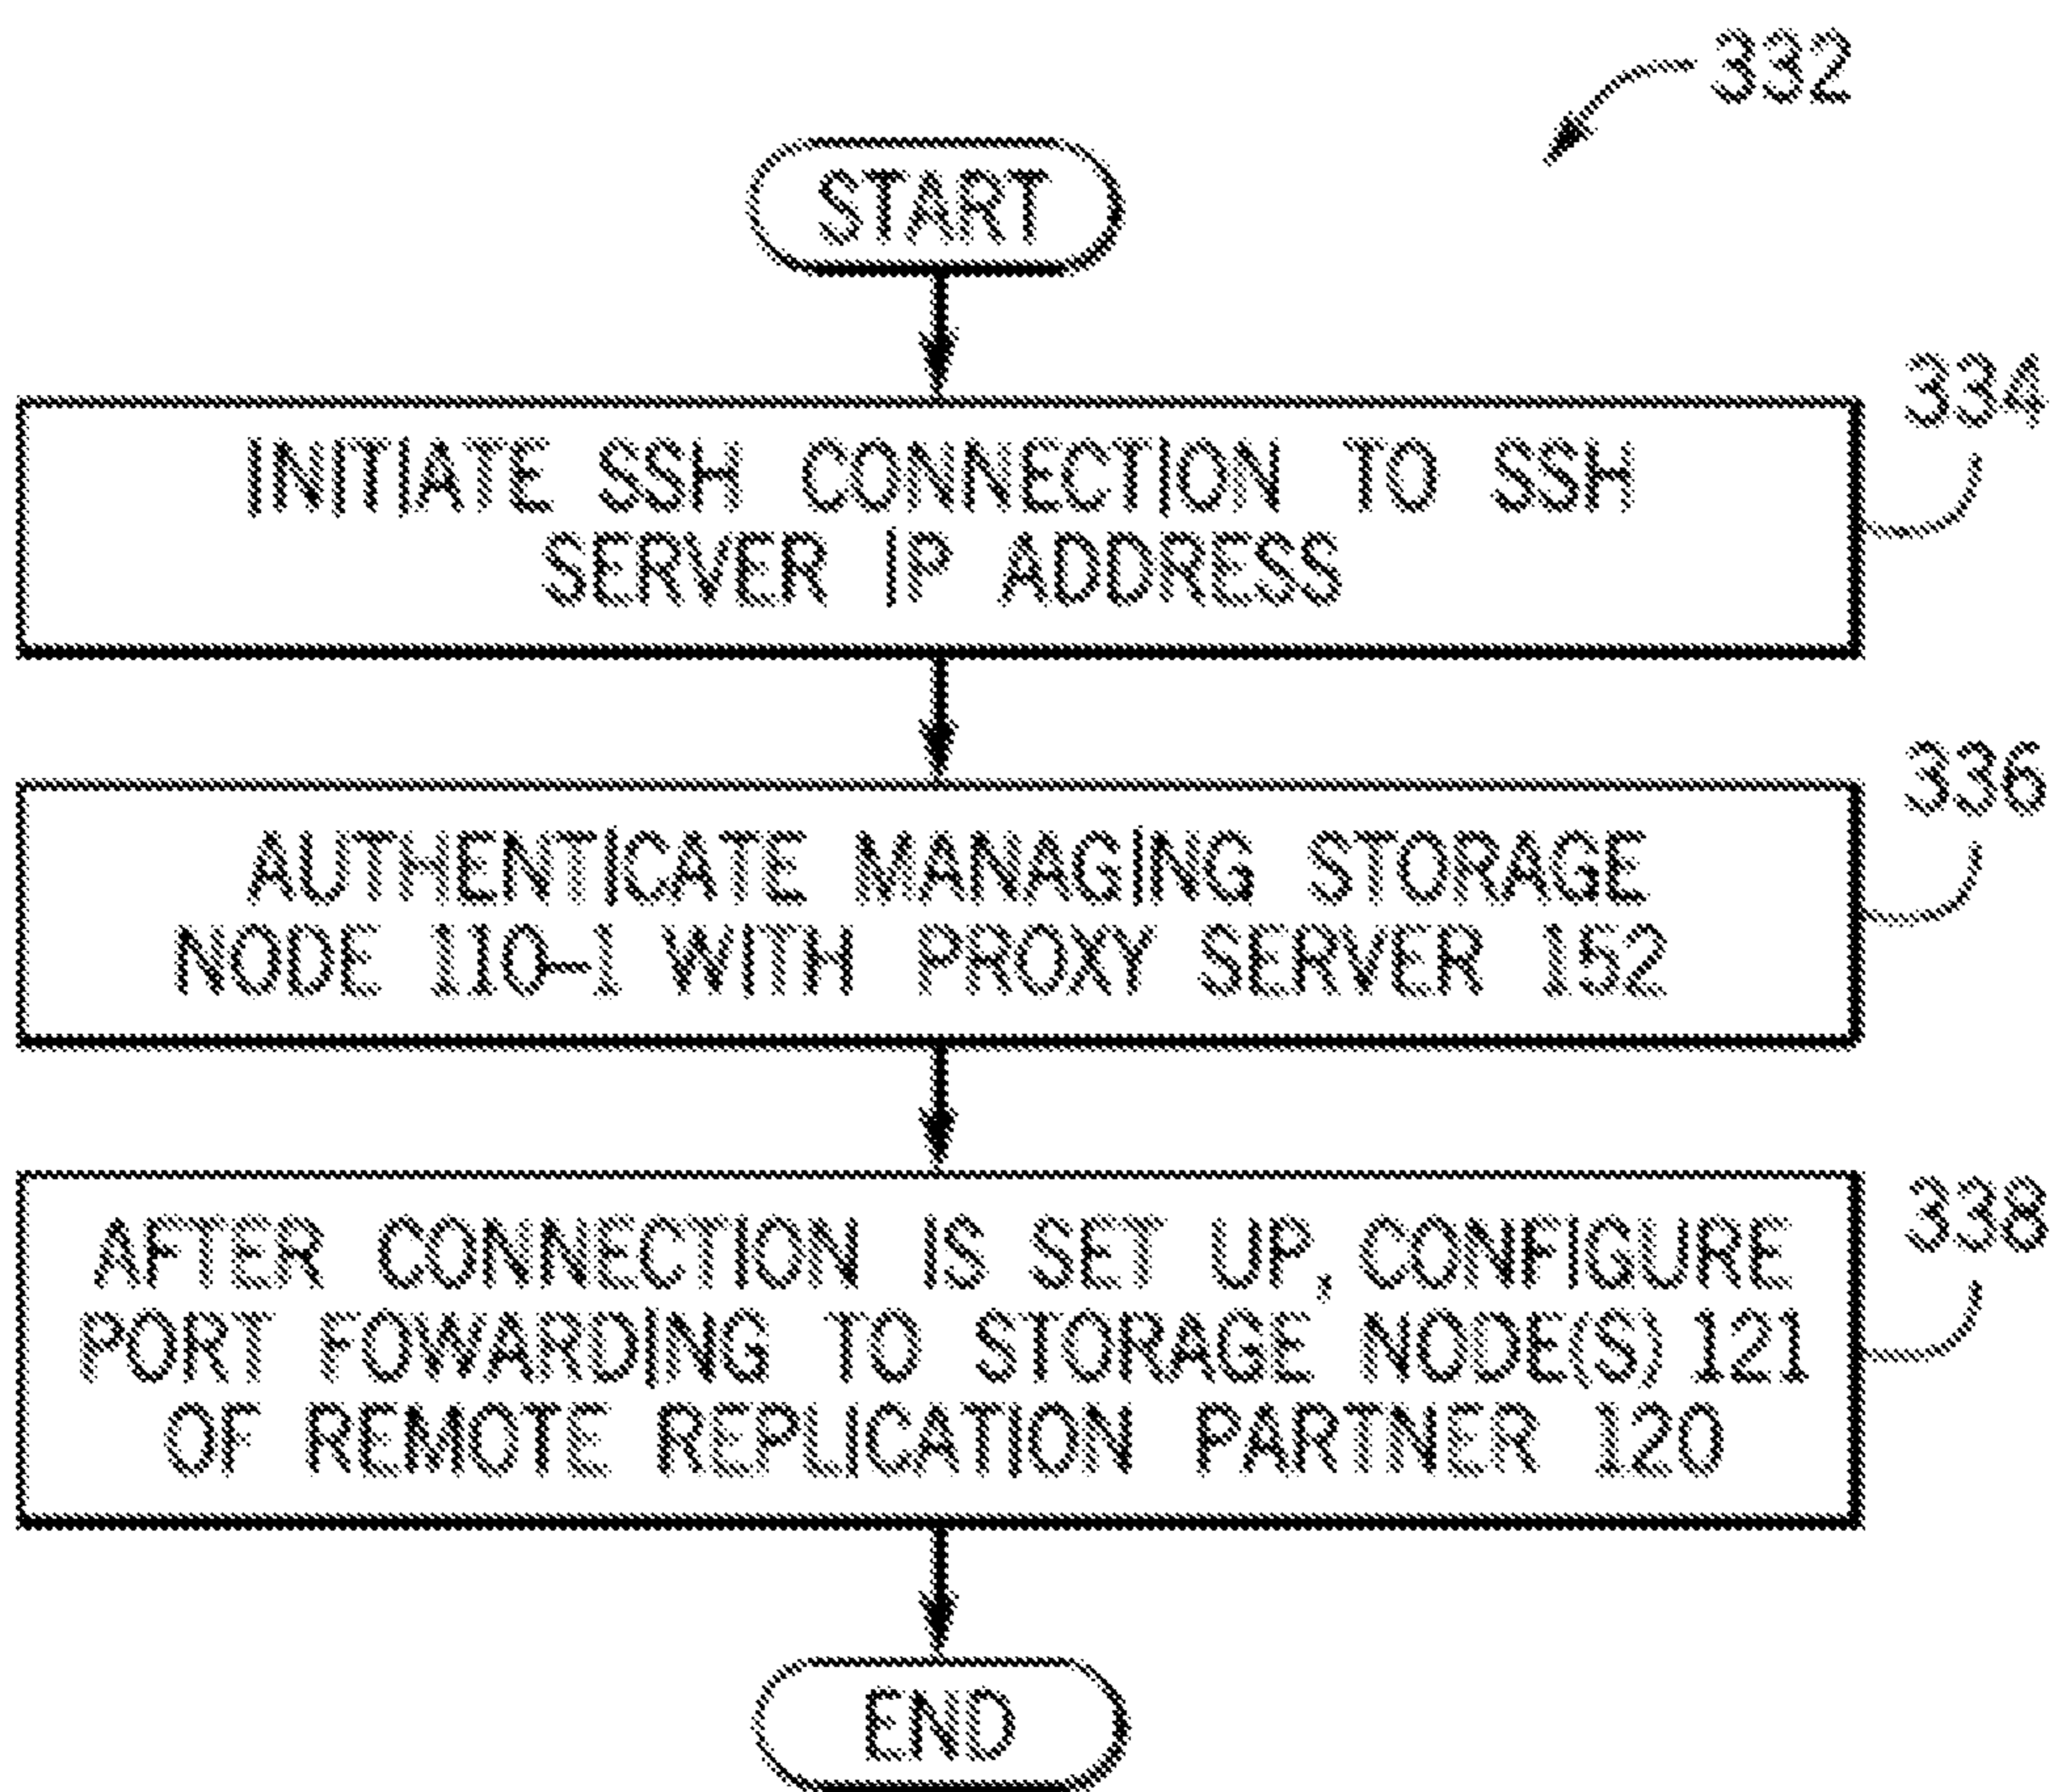 332
START
334
INITIATE SSH CONNECTION TO SSH
SERVER IP ADDRESS
336
AUTHENTICATE MANAGING STORAGE
NODE 110-1 WITH PROXY SERVER 152
338
AFTER CONNECTION IS SET UP, CONFIGURE
PORT FOWARDING TO STORAGE NODE(S) 121
OF REMOTE REPLICATION PARTNER 120
END